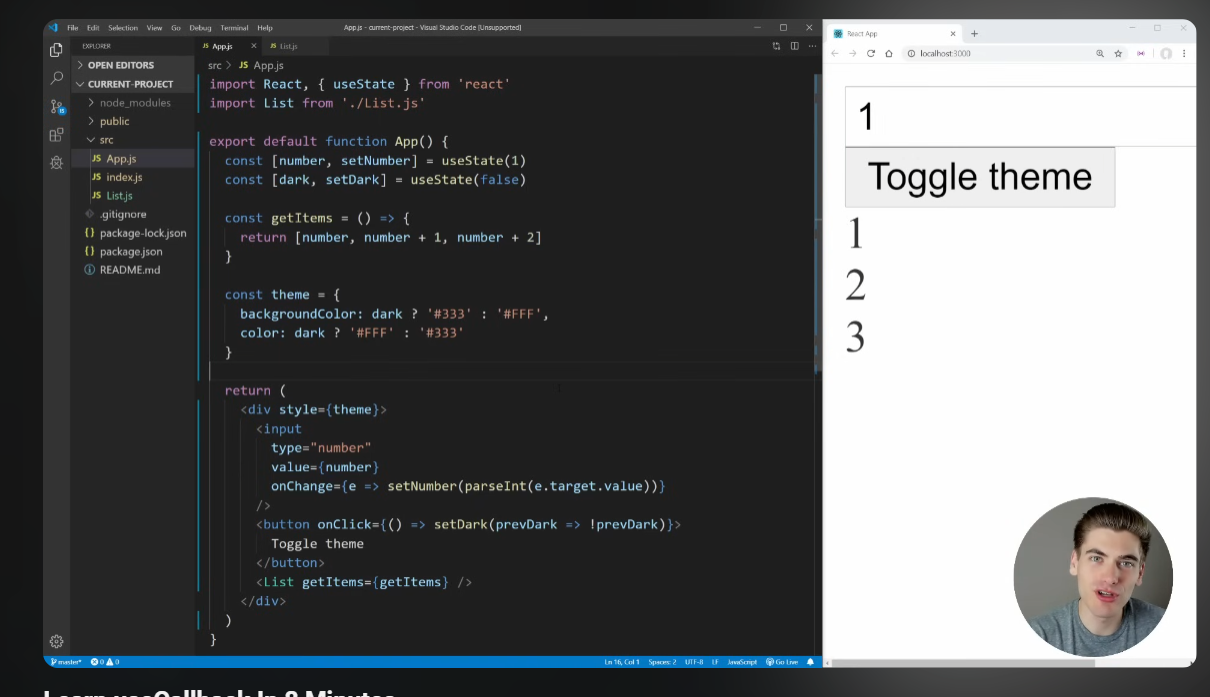 File Edit Selection View Go Debug Terminal Help
App.js - current-project - Visual Studio Code [Unsupported]
EXPLORER
OPEN EDITORS
CURRENT-PROJECT
node_modules
public
src
JS App.js
JS index.js
JS List.js
.gitignore
{} package-lock.json
{} package.json
README.md
JS App.js
JS List.js
src > JS App.js
import React, { useState } from 'react'
import List from './List.js'
export default function App() {
const [number, setNumber] = useState(1)
const [dark, setDark] = useState(false)
const getItems = () => {
return [number, number + 1, number + 2]
}
const theme = {
backgroundColor: dark ? '#333' : '#FFF',
color: dark ? '#FFF' : '#333'
}
return (
<div style={theme}>
<input
type="number"
value={number}
onChange={e => setNumber(parseInt(e.target.value))}
/>
<button onClick={() => setDark(prevDark => !prevDark)}>
Toggle theme
</button>
<List getItems={getItems} />
</div>
)
}
master* 0 0
Ln 16, Col 1 Spaces: 2 UTF-8 LF JavaScript Go Live
React App
localhost:3000
1
Toggle theme
1
2
3
Learn useCallback In 8 Minutes